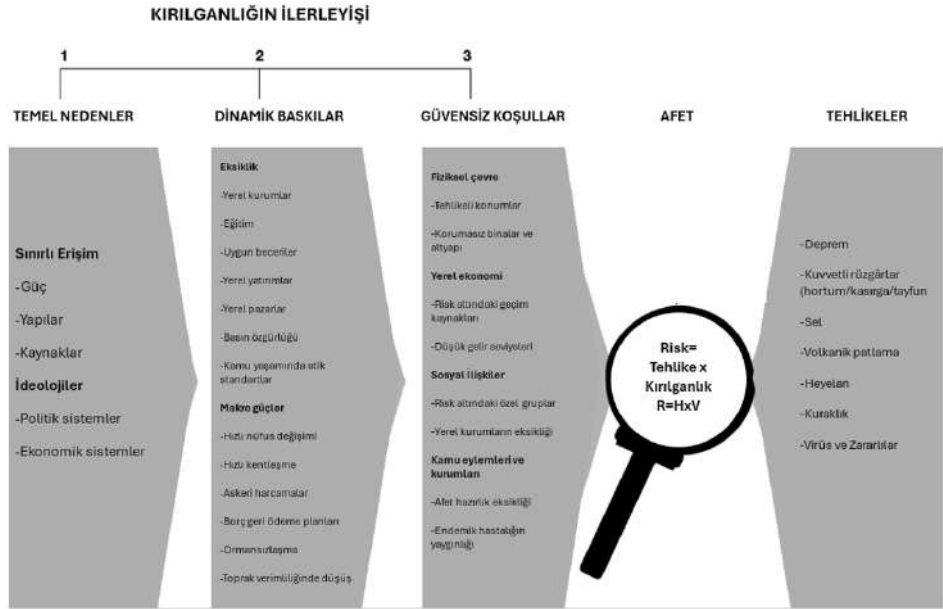 KIRILGANLIĞIN İLERLEYİŞİ
1
2
3
TEMEL NEDENLER
DİNAMİK BASKILAR
GÜVENSİZ KOŞULLAR
AFET
TEHLİKELER
Sınırlı Erişim
-Güç
-Yapılar
-Kaynaklar
İdeolojiler
-Politik sistemler
-Ekonomik sistemler
Eksiklik
-Yerel kurumlar
-Eğitim
-Uygun beceriler
-Yerel yatırımlar
-Yerel pazarlar
-Basın özgürlüğü
-Kamu yaşamında etik
standartlar
Makro güçler
-Hızlı nüfus değişimi
-Hızlı kentleşme
-Askeri harcamalar
-Borç geri ödeme planları
-Ormansızlaşma
-Toprak verimliliğinde düşüş
Fiziksel çevre
-Tehlikeli konumlar
-Korumasız binalar ve
altyapı
Yerel ekonomi
-Risk altındaki geçim
kaynakları
-Düşük gelir seviyeleri
Sosyal İlişkiler
-Risk altındaki özel gruplar
-Yerel kurumların eksikliği
Kamu eylemleri ve
kurumları
-Afet hazırlık eksikliği
-Endemik hastalığın
yaygınlığı
Risk=
Tehlike x
Kırılganlık
R=HxV
-Deprem
-Kuvvetli rüzgârlar
(hortum/kasırga/tayfun
-Sel
-Volkanik patlama
-Heyelan
-Kuraklık
-Virüs ve Zararlılar